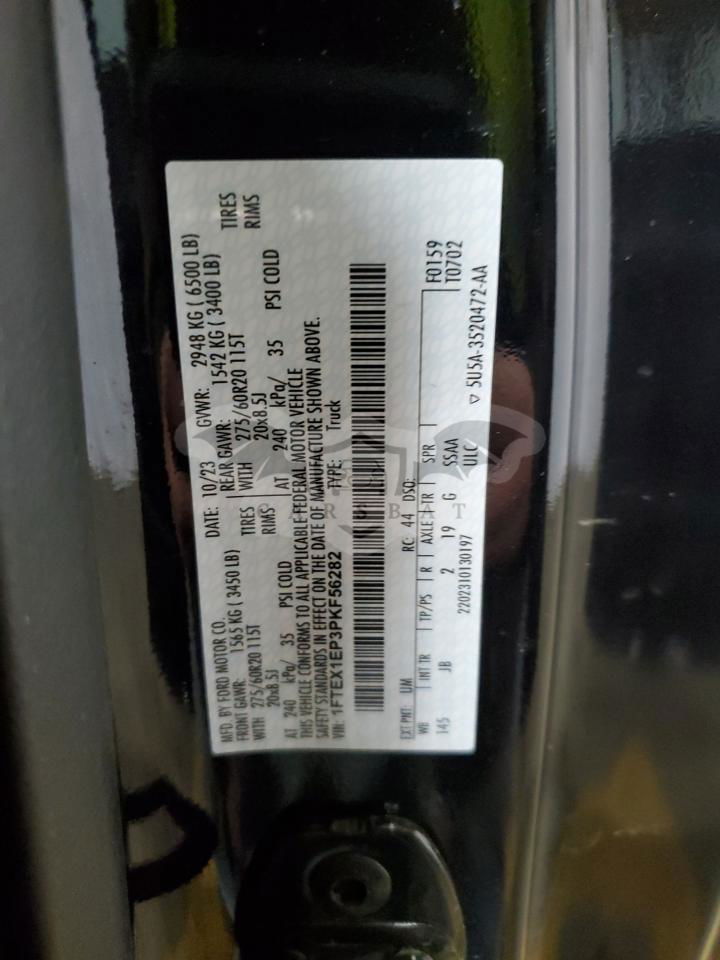 MFD. BY FORD MOTOR CO. DATE: 10/23 GVWR: 2948 KG ( 6500 LB)
FRONT GAWR: 1565 KG ( 3450 LB) REAR GAWR: 1542 KG ( 3400 LB)
WITH 275/60R20 115T TIRES WITH 275/60R20 115T TIRES
20x8.5J RIMS 20x8.5J RIMS
AT 240 kPa/ 35 PSI COLD AT 240 kPa/ 35 PSI COLD
THIS VEHICLE CONFORMS TO ALL APPLICABLE FEDERAL MOTOR VEHICLE
SAFETY STANDARDS IN EFFECT ON THE DATE OF MANUFACTURE SHOWN ABOVE.
VIN: 1FTEX1EP3PKF56282 TYPE: Truck
EXT PNT: UM RC: 44 DSO: F0159
WB INT TR TP/PS R AXLE TR SPR T0702
145 JB 2 19 G SSAA
ULC
2202310130197 ▽ 5U5A-3520472-AA
CARSBAT